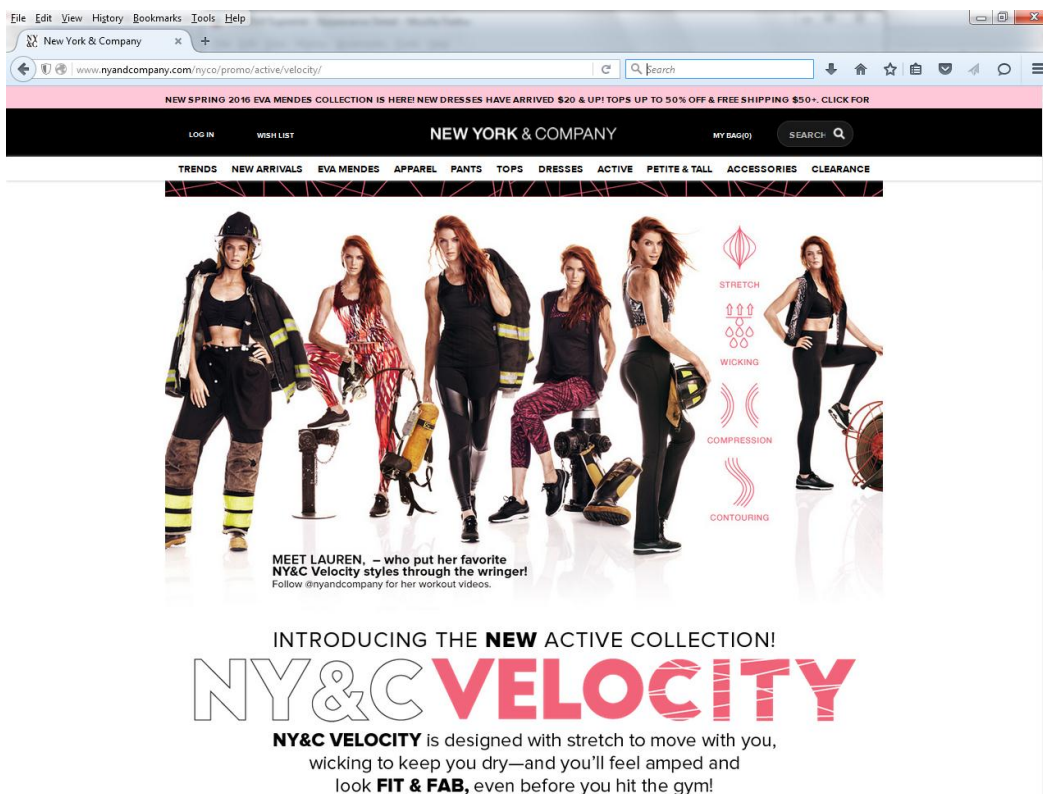 File Edit View History Bookmarks Tools Help
New York & Company
www.nyandcompany.com/nyco/promo/active/velocity/
Search
NEW SPRING 2016 EVA MENDES COLLECTION IS HERE! NEW DRESSES HAVE ARRIVED $20 & UP! TOPS UP TO 50% OFF & FREE SHIPPING $50+. CLICK FOR
LOG IN WISH LIST NEW YORK & COMPANY MY BAG(0) SEARCH
TRENDS NEW ARRIVALS EVA MENDES APPAREL PANTS TOPS DRESSES ACTIVE PETITE & TALL ACCESSORIES CLEARANCE
STRETCH
WICKING
COMPRESSION
CONTOURING
MEET LAUREN, – who put her favorite
NY&C Velocity styles through the wringer!
Follow @nyandcompany for her workout videos.
INTRODUCING THE NEW ACTIVE COLLECTION!
NY&C VELOCITY
NY&C VELOCITY is designed with stretch to move with you,
wicking to keep you dry—and you'll feel amped and
look FIT & FAB, even before you hit the gym!